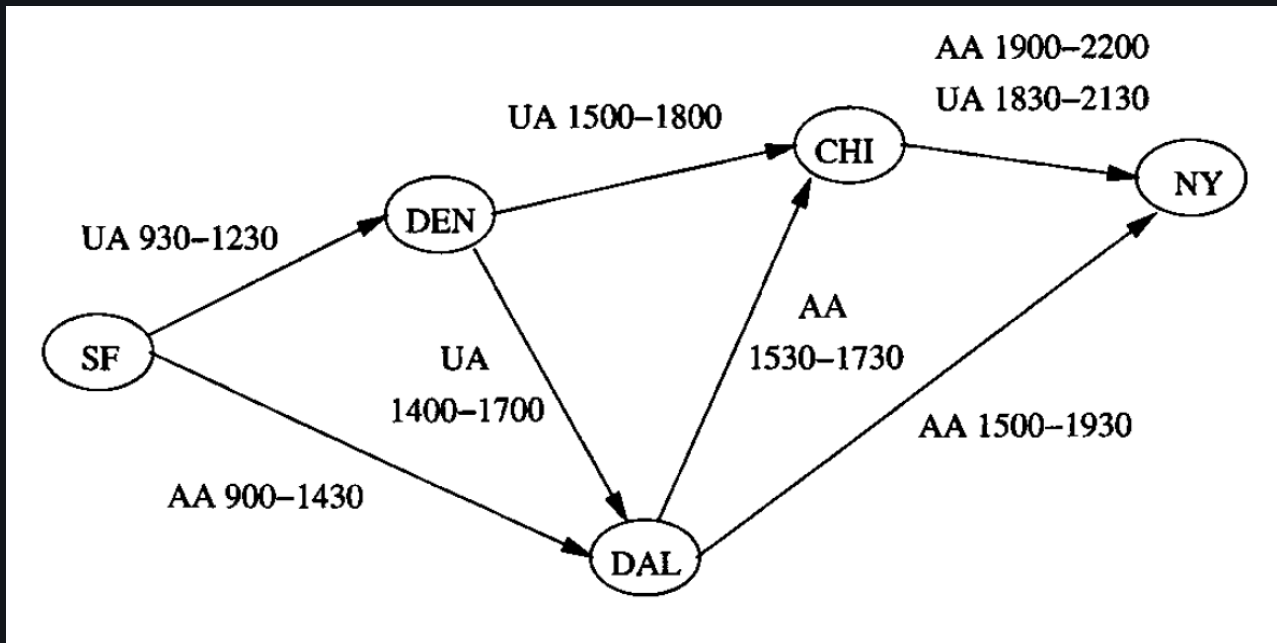 AA 1900–2200
UA 1830–2130
UA 1500–1800
CHI
NY
DEN
UA 930–1230
AA
1530–1730
SF
UA
1400–1700
AA 1500–1930
AA 900–1430
DAL